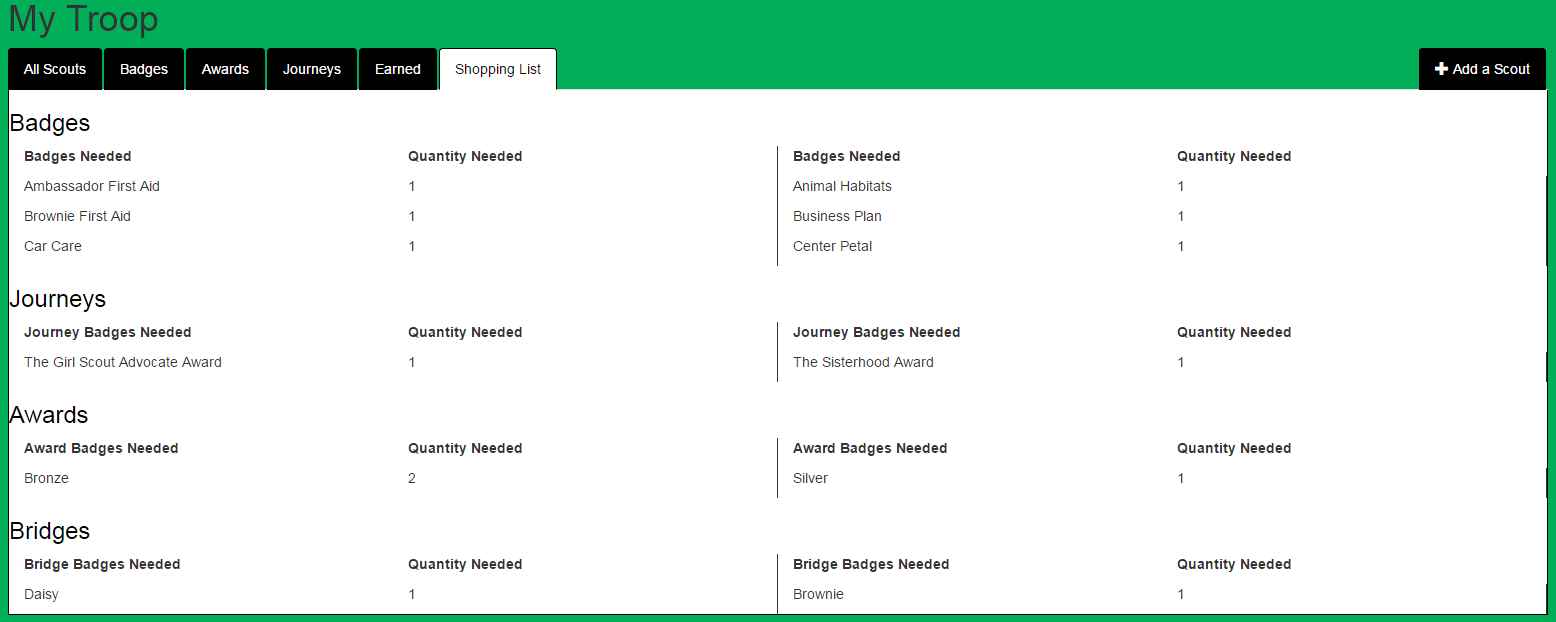 My Troop
All Scouts Badges Awards Journeys Earned Shopping List Add a Scout
Badges
Badges Needed Quantity Needed Badges Needed Quantity Needed
Ambassador First Aid 1 Animal Habitats 1
Brownie First Aid 1 Business Plan 1
Car Care 1 Center Petal 1
Journeys
Journey Badges Needed Quantity Needed Journey Badges Needed Quantity Needed
The Girl Scout Advocate Award 1 The Sisterhood Award 1
Awards
Award Badges Needed Quantity Needed Award Badges Needed Quantity Needed
Bronze 2 Silver 1
Bridges
Bridge Badges Needed Quantity Needed Bridge Badges Needed Quantity Needed
Daisy 1 Brownie 1